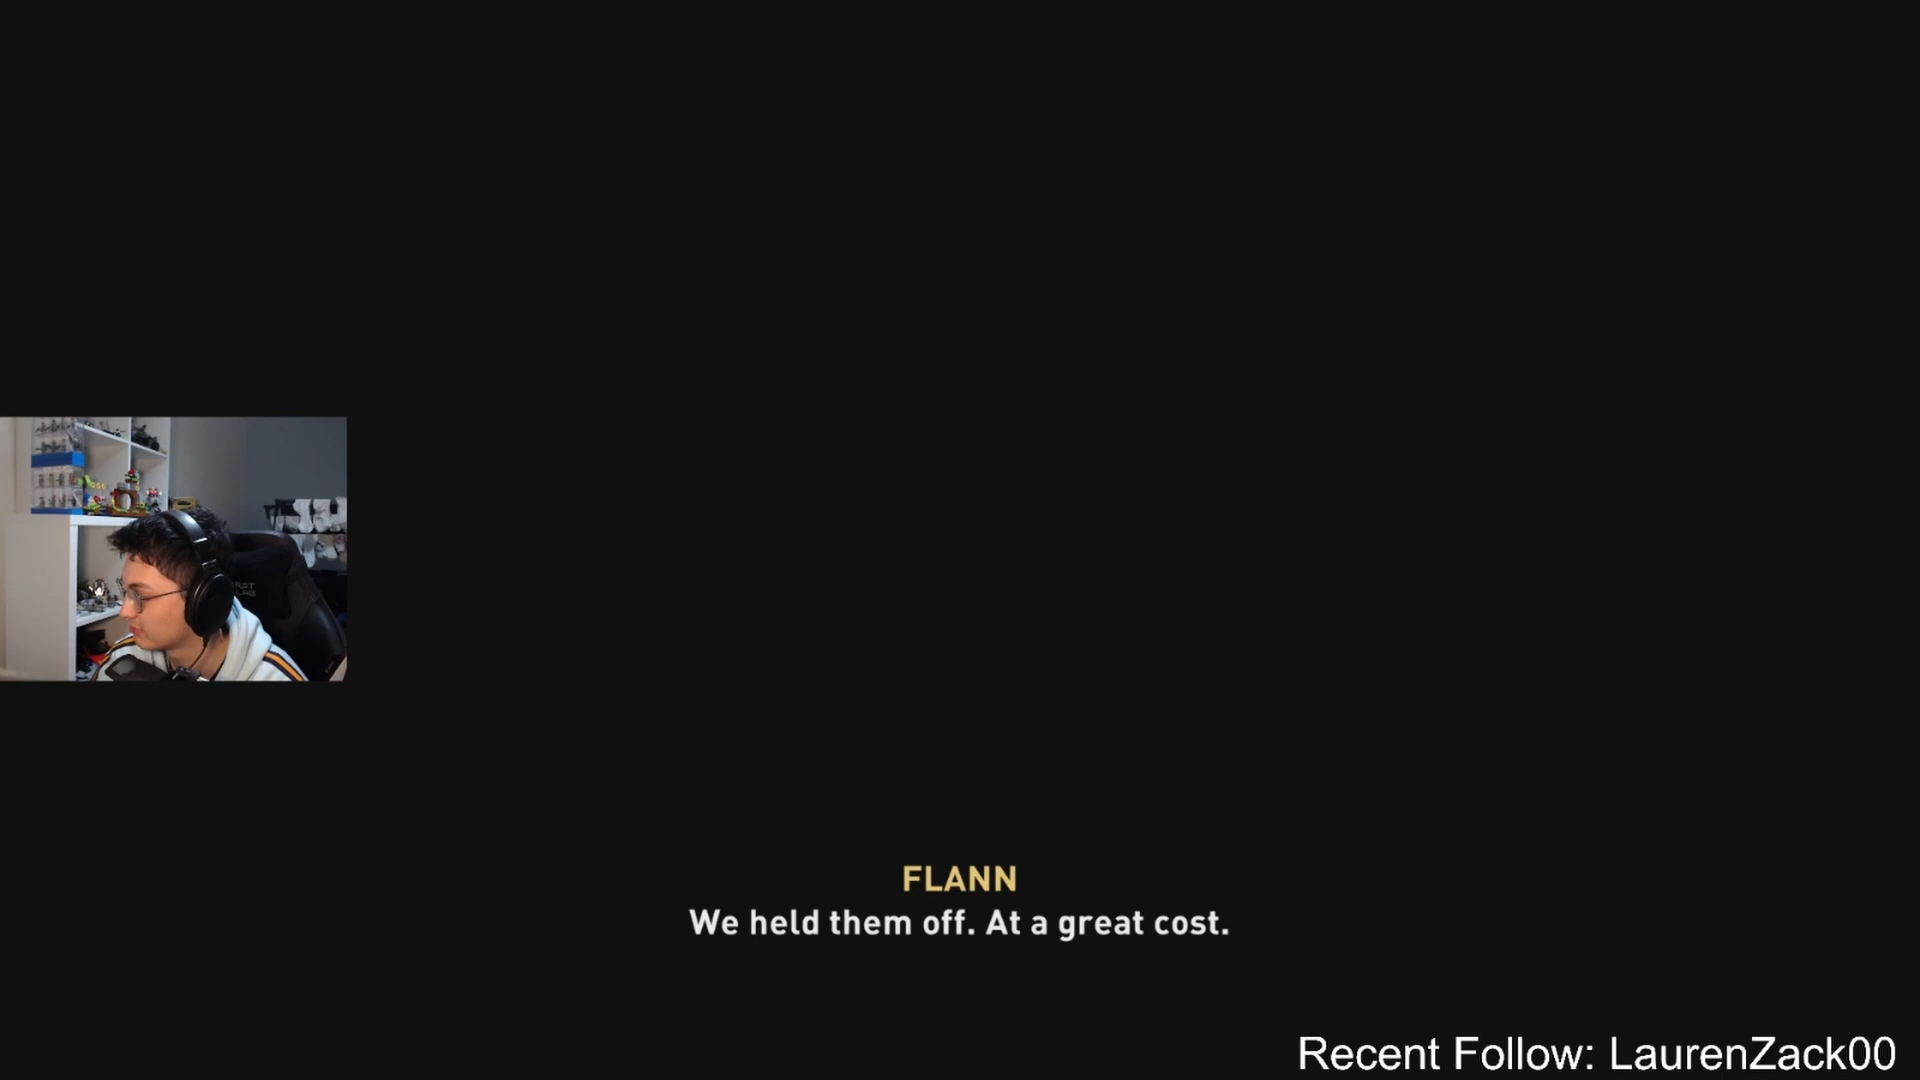 FLANN
We held them off. At a great cost.
Recent Follow: LaurenZack00